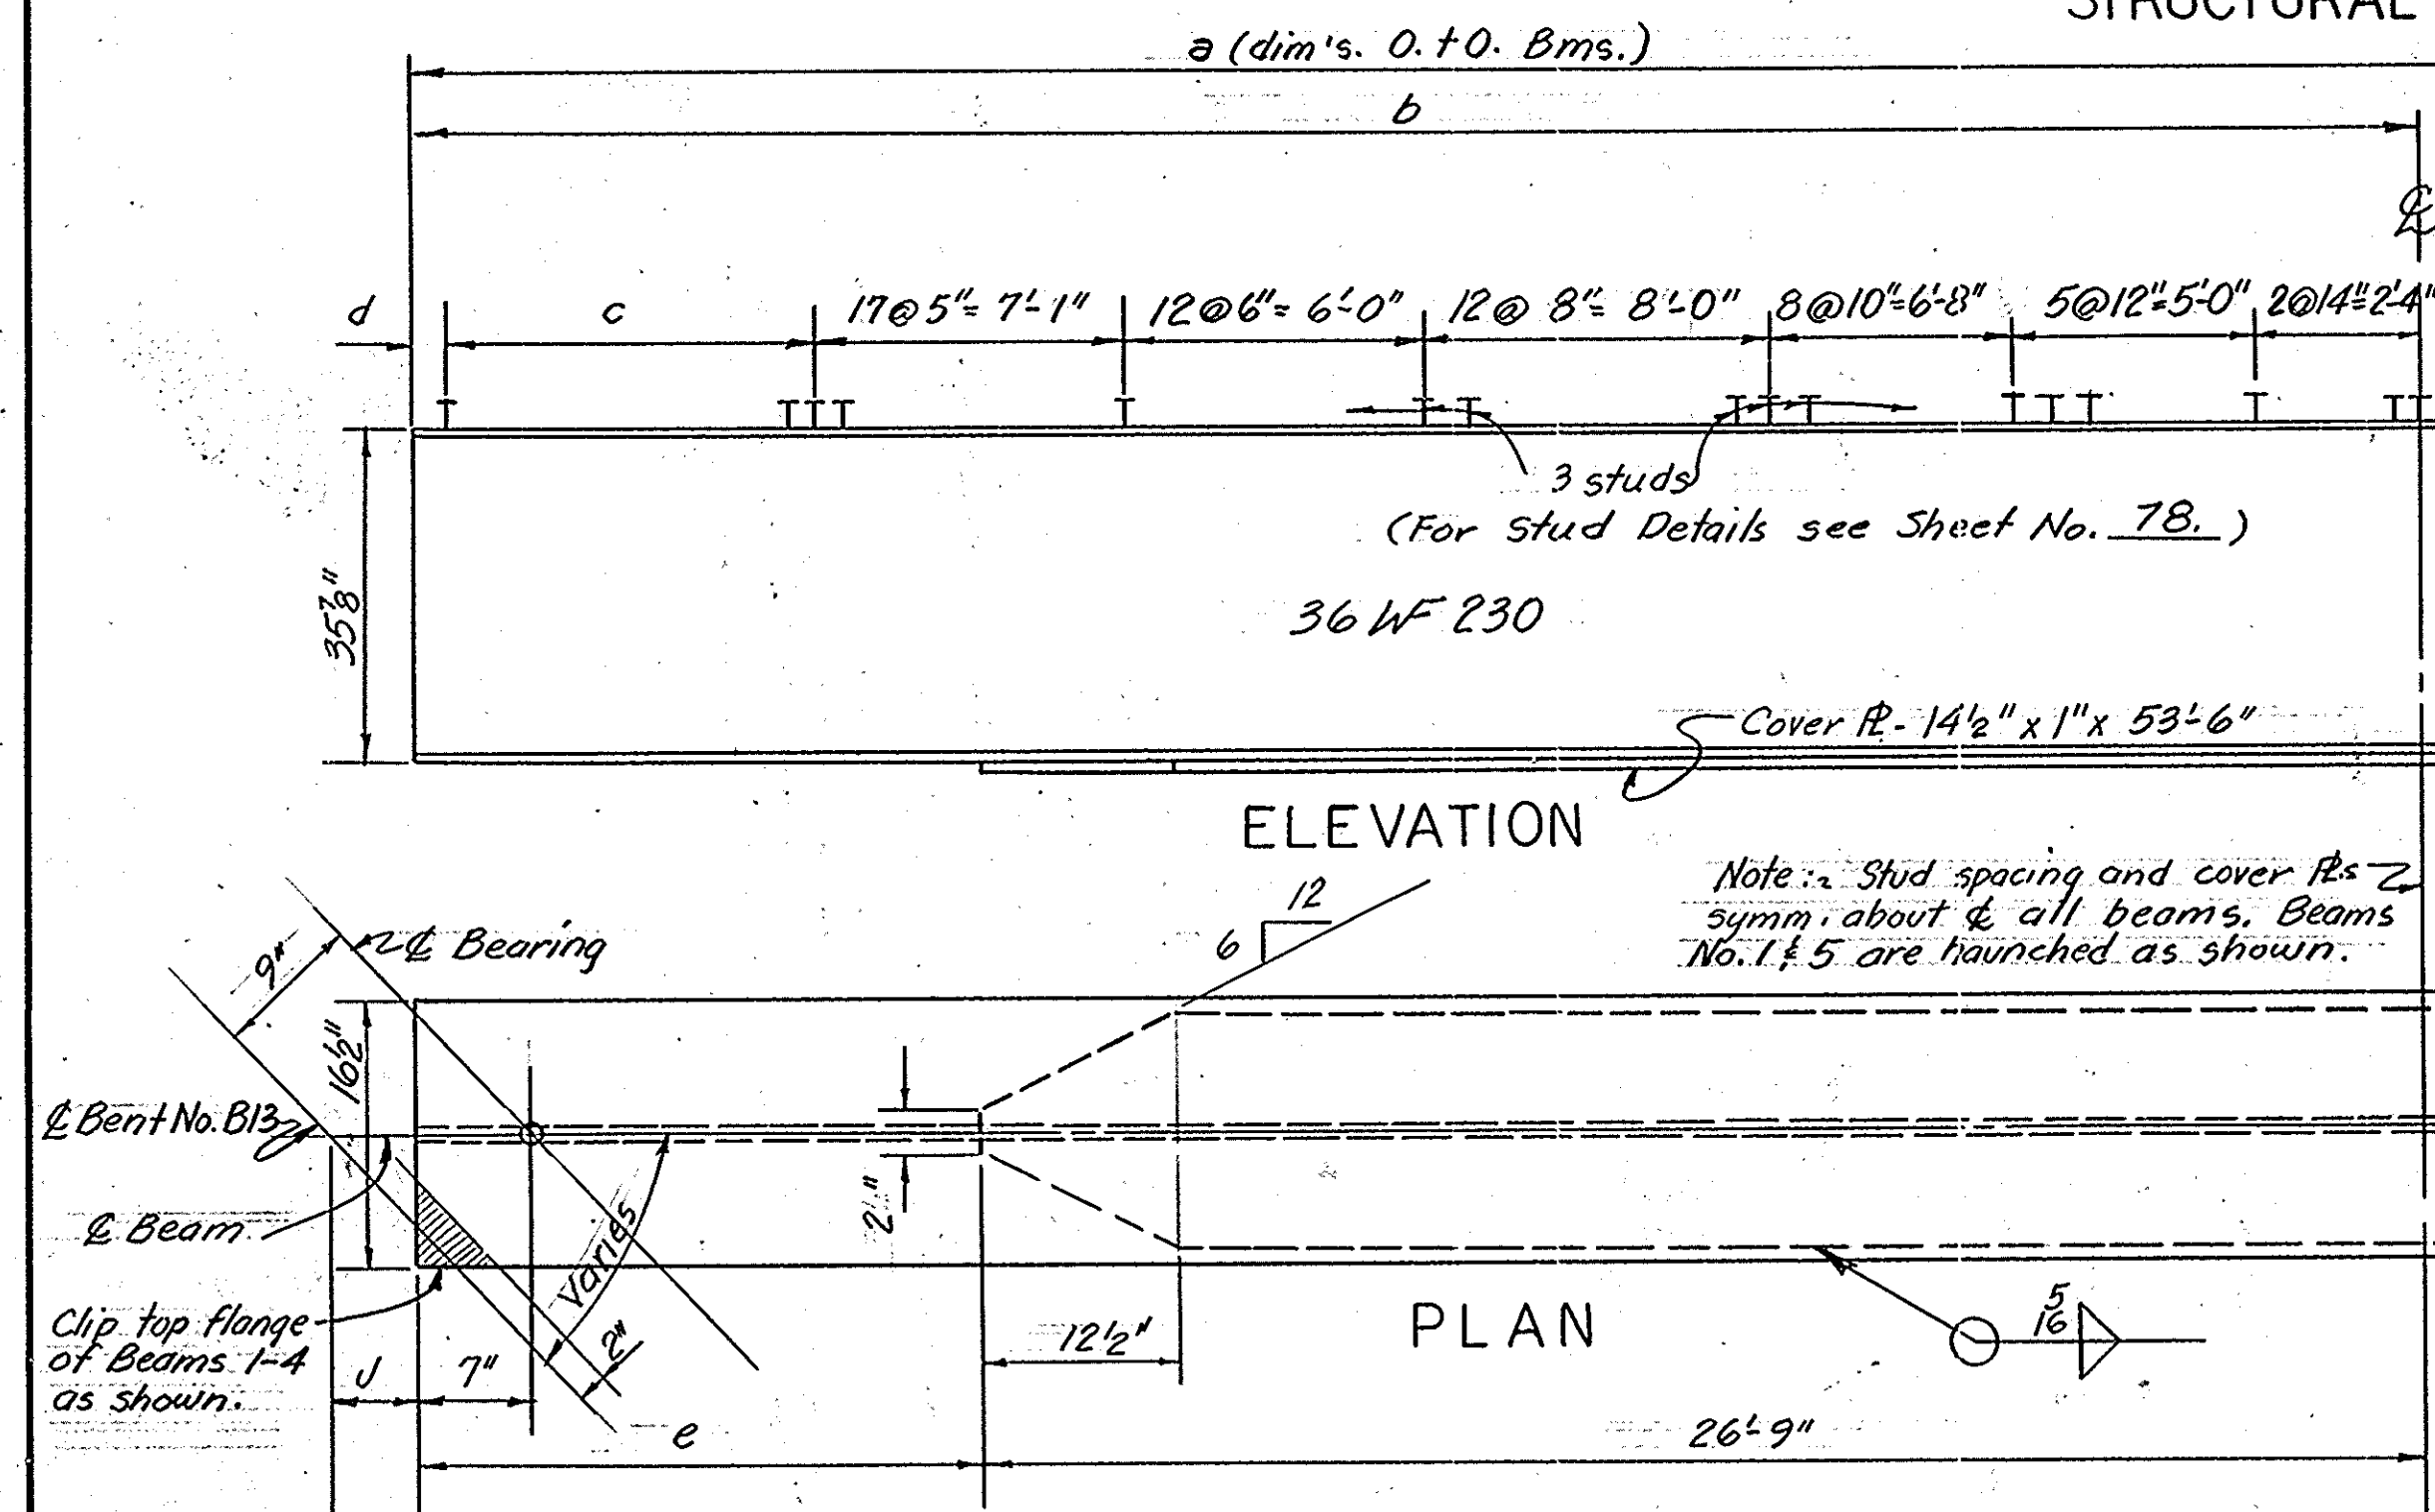 STRUCTURAL
a (dim's. O. to O. Bms.)
b
℄
d
c
17@5"= 7'-1"
12@6"= 6'-0"
12@ 8"= 8'-0"
8@10"=6'-8"
5@12"=5'-0"
2@14"=2'-4"
3 studs
(For Stud Details see Sheet No. 78. )
35⅞"
36 WF 230
Cover ⅊ - 14½" x 1" x 53'-6"
ELEVATION
Note:- Stud spacing and cover ⅊s
symm. about ℄ all beams. Beams
No. 1 & 5 are haunched as shown.
12
6
℄ Bearing
9"
16½"
℄ Bent No. B13
℄ Beam
2"
Varies
2"
Clip top flange
of Beams 1-4
as shown.
J
7"
12½"
PLAN
5/16
e
26'-9"